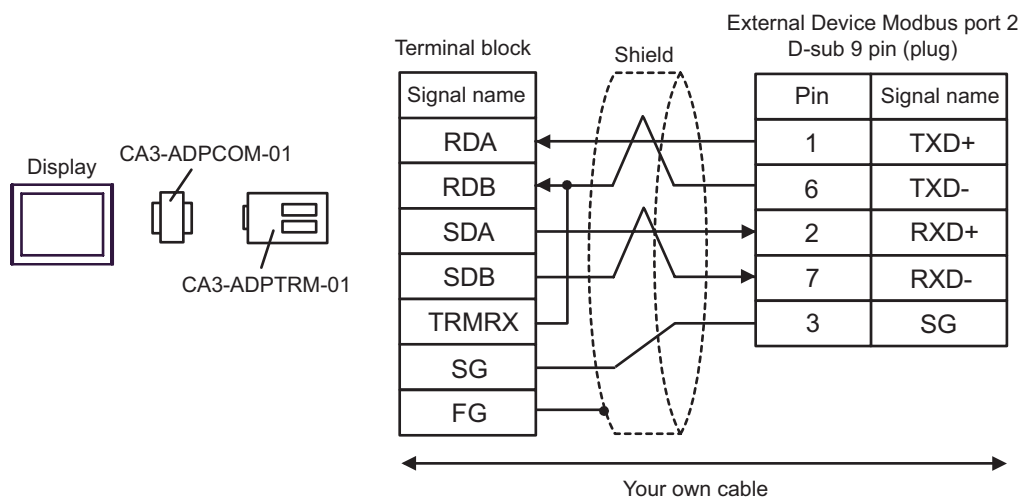 External Device Modbus port 2
D-sub 9 pin (plug)
Terminal block
Shield
Signal name
RDA
RDB
SDA
SDB
TRMRX
SG
FG
Pin Signal name
1 TXD+
6 TXD-
2 RXD+
7 RXD-
3 SG
Display
CA3-ADPCOM-01
CA3-ADPTRM-01
Your own cable